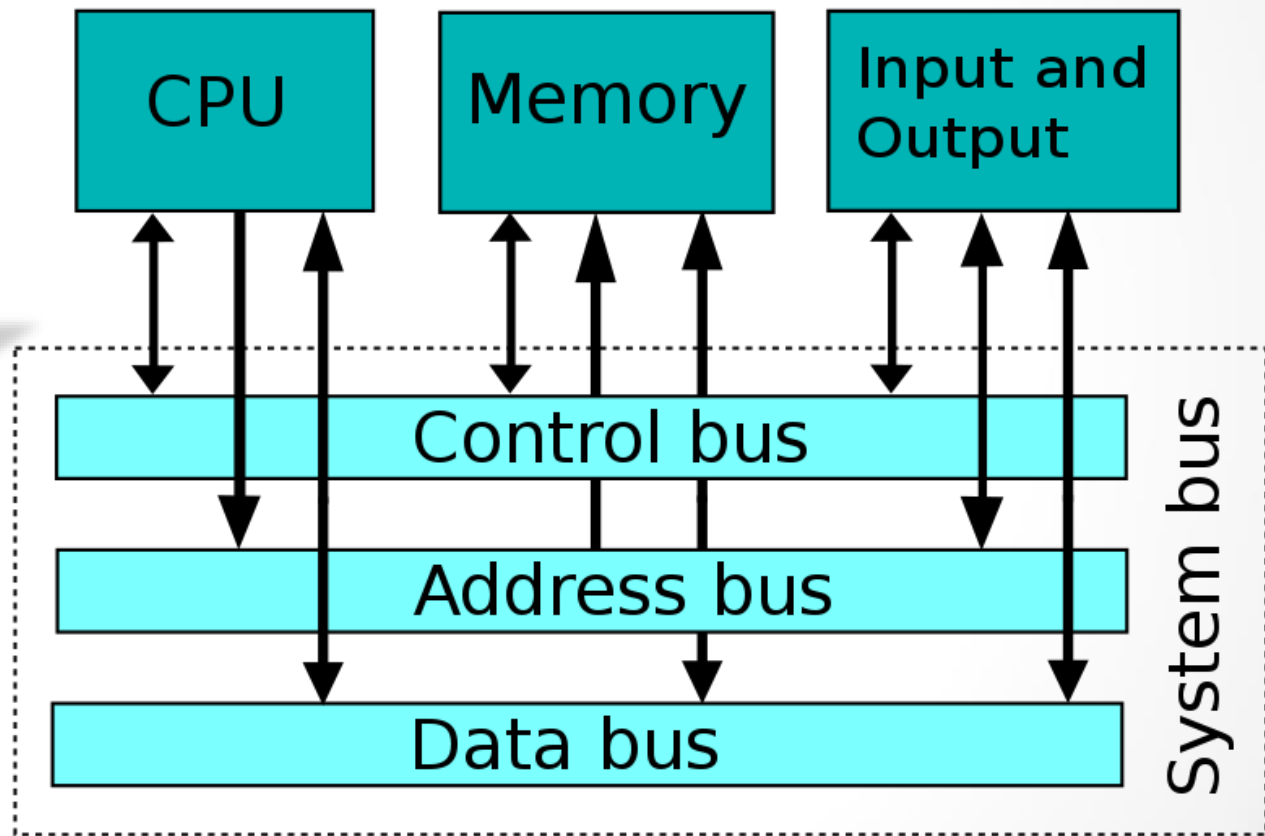 CPU
Memory
Input and
Output
Control bus
Address bus
Data bus
System bus